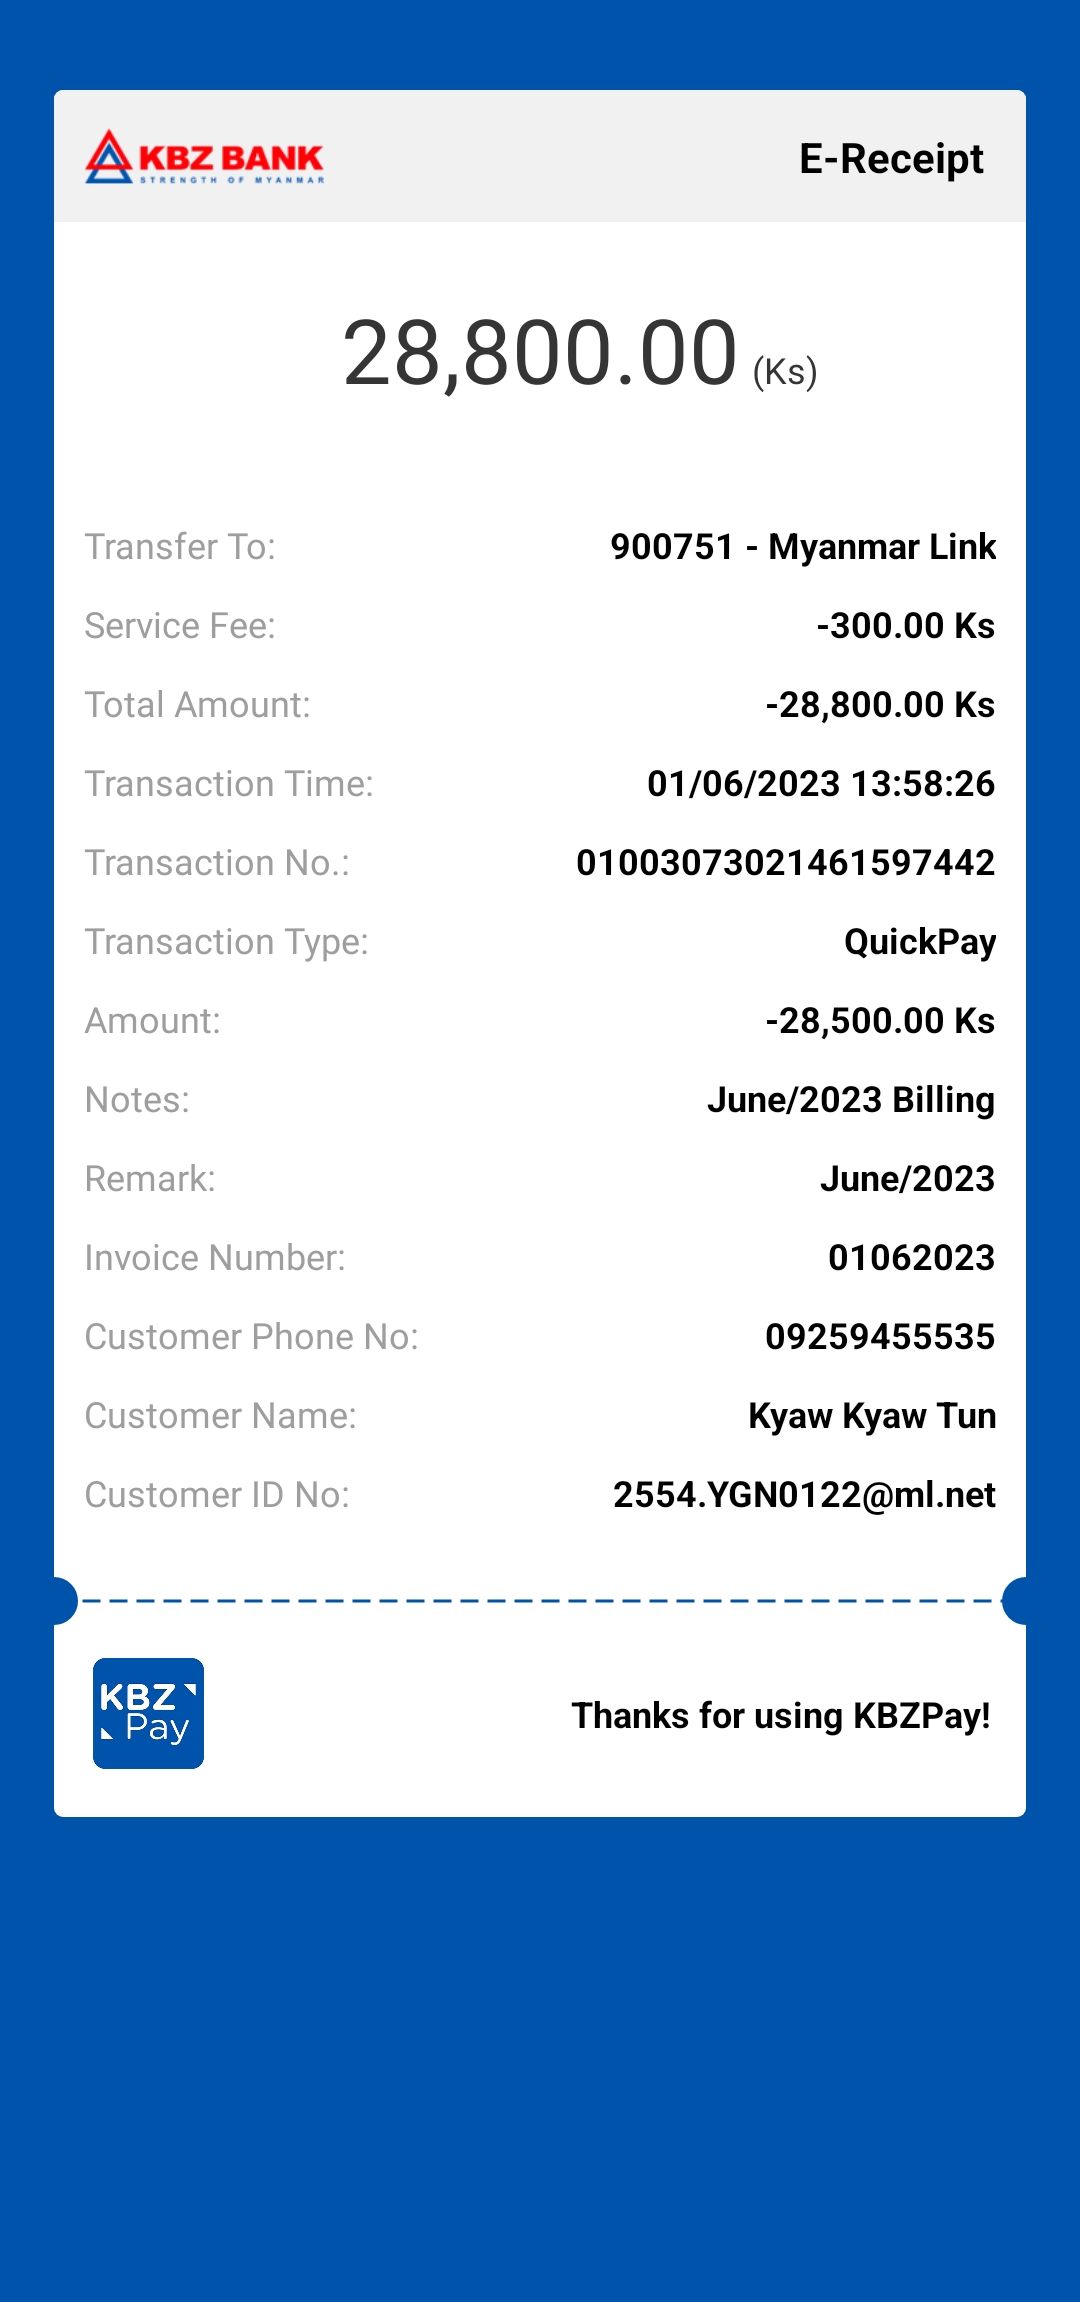 KBZ BANK
STRENGTH OF MYANMAR
E-Receipt
28,800.00 (Ks)
Transfer To: 900751 - Myanmar Link
Service Fee: -300.00 Ks
Total Amount: -28,800.00 Ks
Transaction Time: 01/06/2023 13:58:26
Transaction No.: 01003073021461597442
Transaction Type: QuickPay
Amount: -28,500.00 Ks
Notes: June/2023 Billing
Remark: June/2023
Invoice Number: 01062023
Customer Phone No: 09259455535
Customer Name: Kyaw Kyaw Tun
Customer ID No: 2554.YGN0122@ml.net
KBZ
Pay
Thanks for using KBZPay!